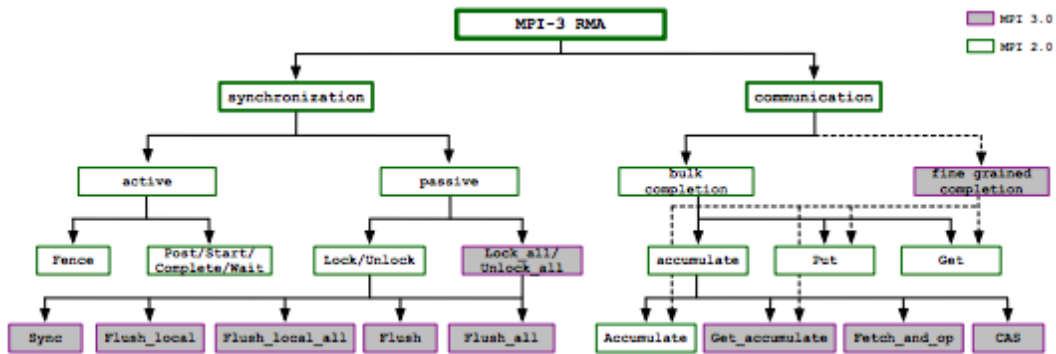 MPI-3 RMA
MPI 3.0
MPI 2.0
synchronization
communication
active
passive
bulk
completion
fine grained
completion
Fence
Post/Start/
Complete/Wait
Lock/Unlock
Lock_all/
Unlock_all
accumulate
Put
Get
Sync
Flush_local
Flush_local_all
Flush
Flush_all
Accumulate
Get_accumulate
Fetch_and_op
CAS